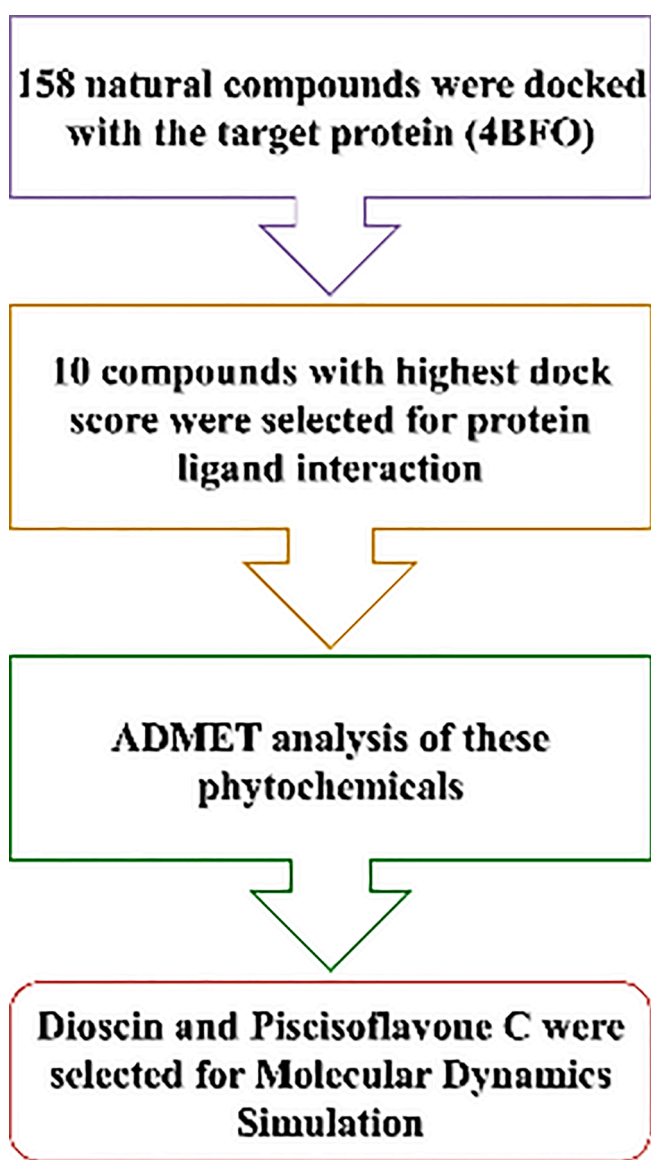 158 natural compounds were docked
with the target protein (4BFO)
10 compounds with highest dock
score were selected for protein
ligand interaction
ADMET analysis of these
phytochemicals
Dioscin and Piscisoflavone C were
selected for Molecular Dynamics
Simulation